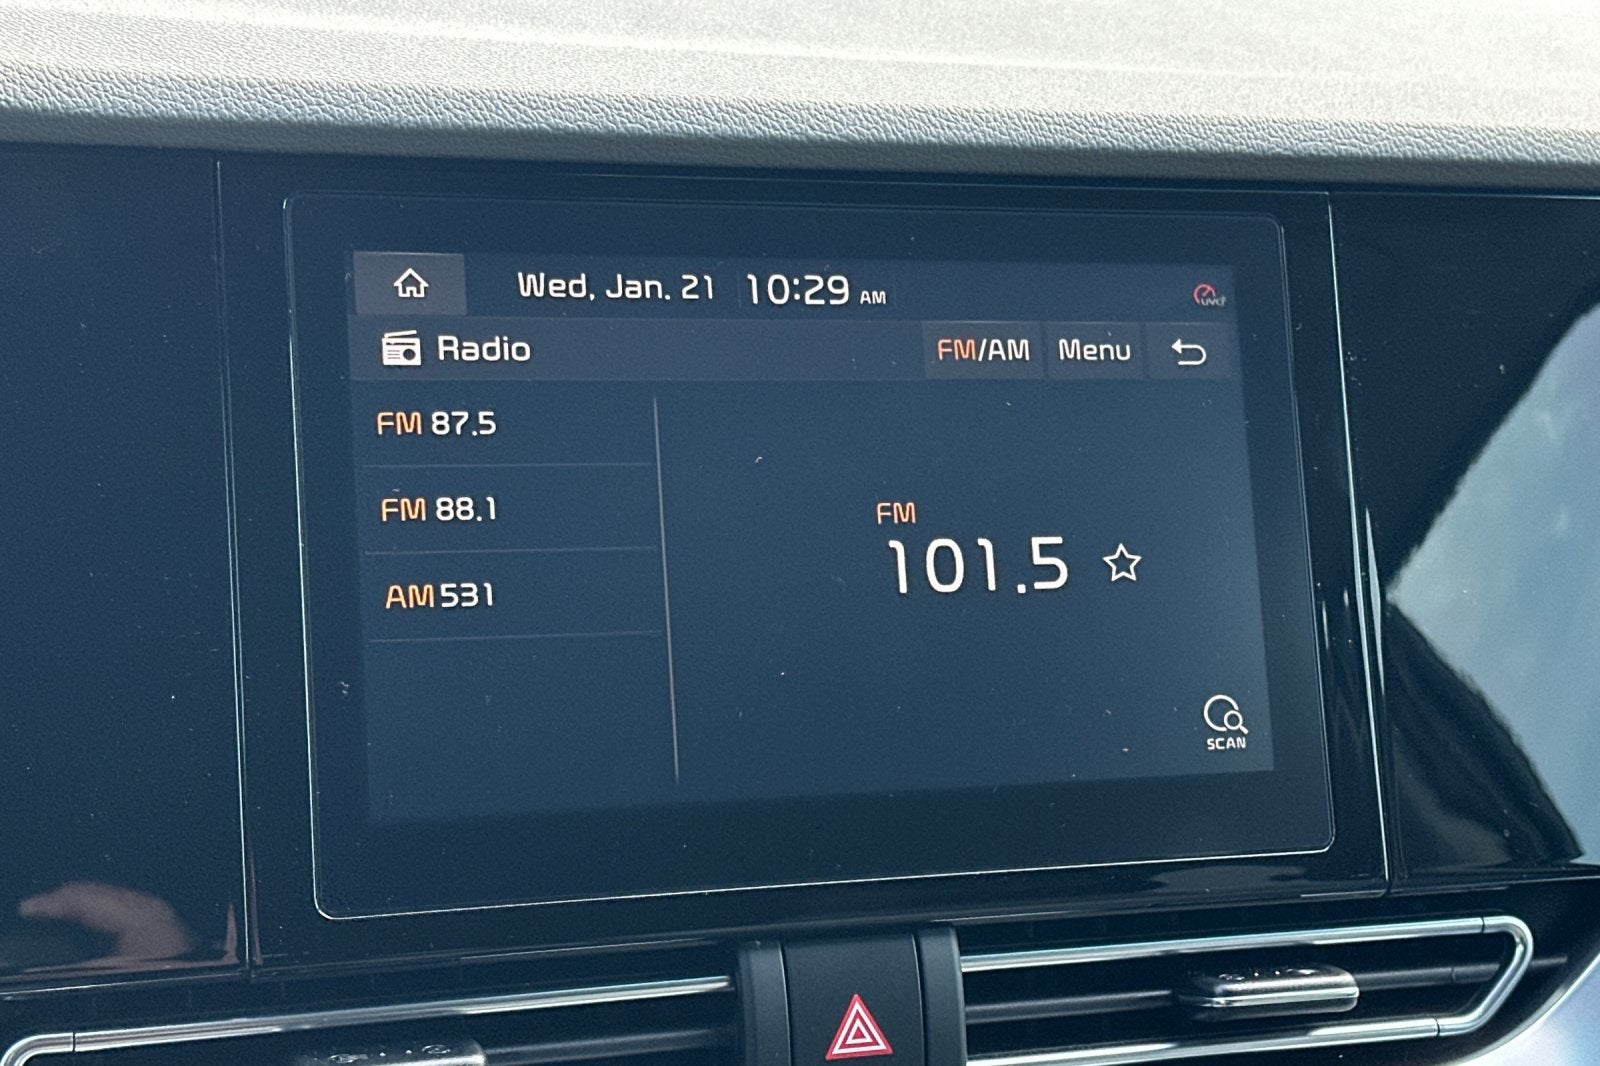 Wed, Jan. 21 10:29 AM
UVO
Radio FM/AM Menu
FM 87.5
FM 88.1
AM 531
FM
101.5
SCAN